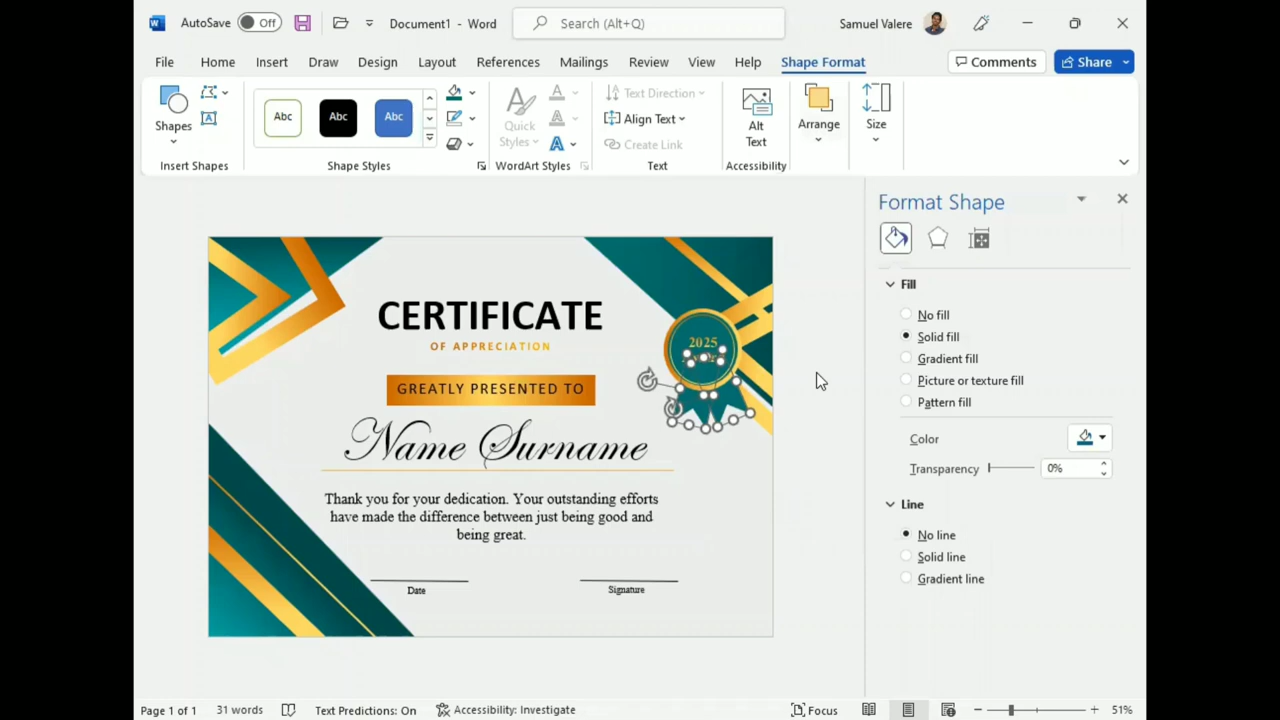 AutoSave Off Document1 - Word Search (Alt+Q) Samuel Valere
File Home Insert Draw Design Layout References Mailings Review View Help Shape Format Comments Share
Shapes
Insert Shapes
Abc Abc Abc
Shape Styles
Quick
Styles
WordArt Styles
Text Direction
Align Text
Create Link
Text
Alt
Text
Accessibility
Arrange
Size
CERTIFICATE
OF APPRECIATION
GREATLY PRESENTED TO
Name Surname
Thank you for your dedication. Your outstanding efforts
have made the difference between just being good and
being great.
Date
Signature
2025
Format Shape
Fill
No fill
Solid fill
Gradient fill
Picture or texture fill
Pattern fill
Color
Transparency 0%
Line
No line
Solid line
Gradient line
Page 1 of 1 31 words Text Predictions: On Accessibility: Investigate Focus 51%